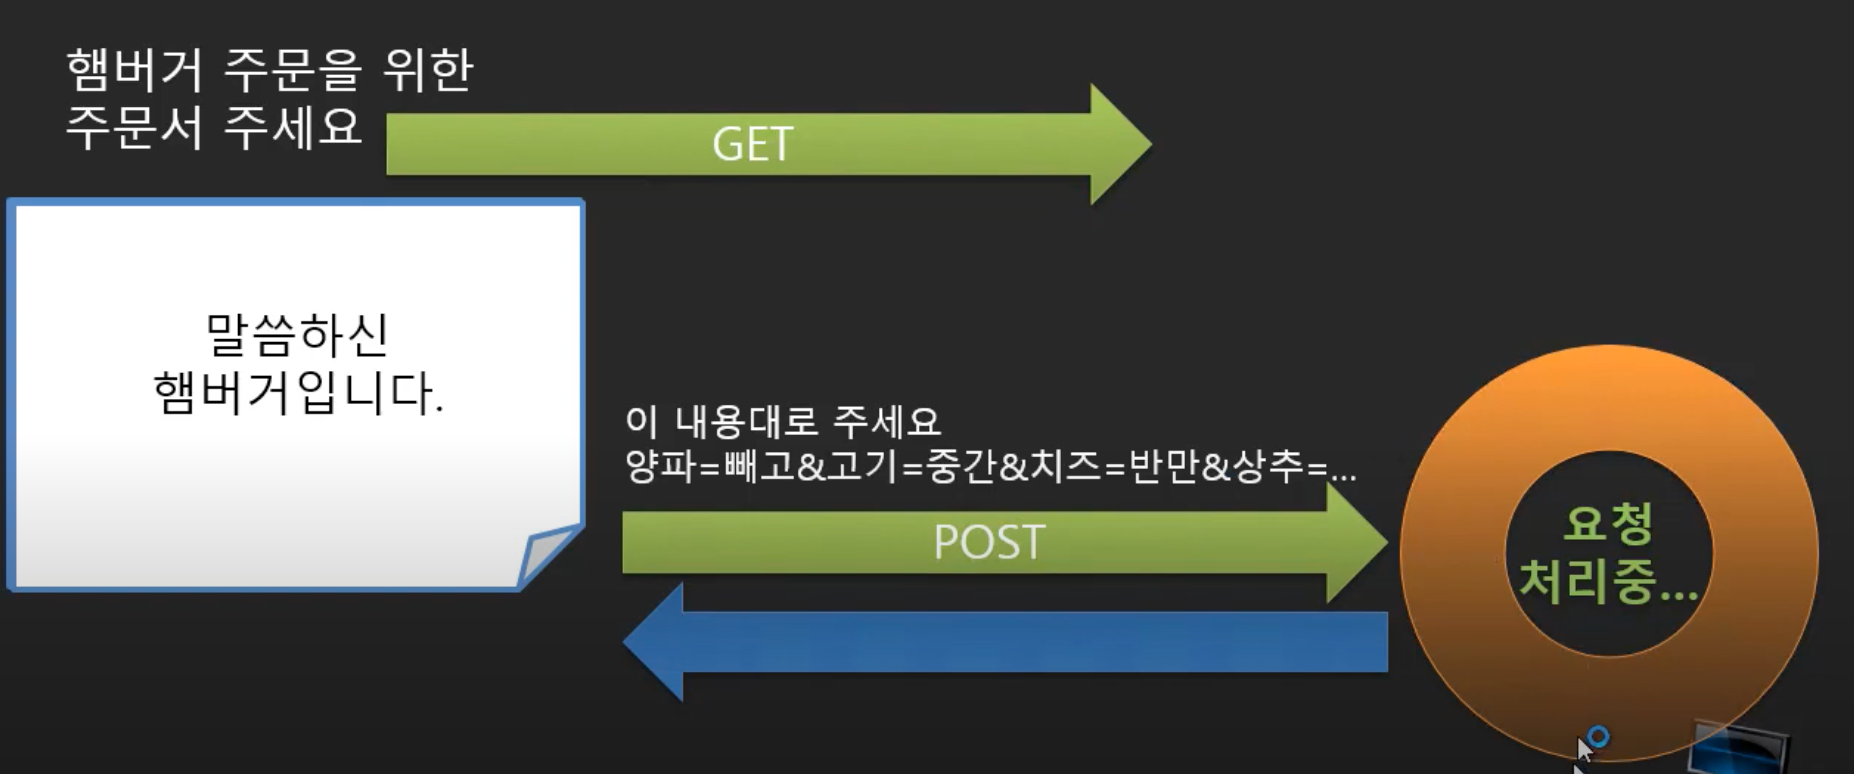 햄버거 주문을 위한
주문서 주세요
GET
말씀하신
햄버거입니다.
이 내용대로 주세요
양파=빼고&고기=중간&치즈=반만&상추=...
POST
요청
처리중...